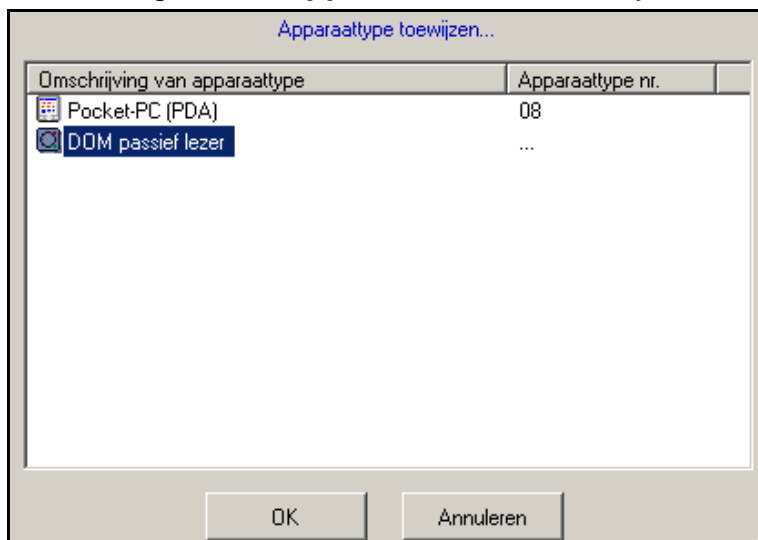 Apparaattype toewijzen...
Omschrijving van apparaattype Apparaattype nr.
Pocket-PC (PDA) 08
DOM passief lezer ...
OK Annuleren